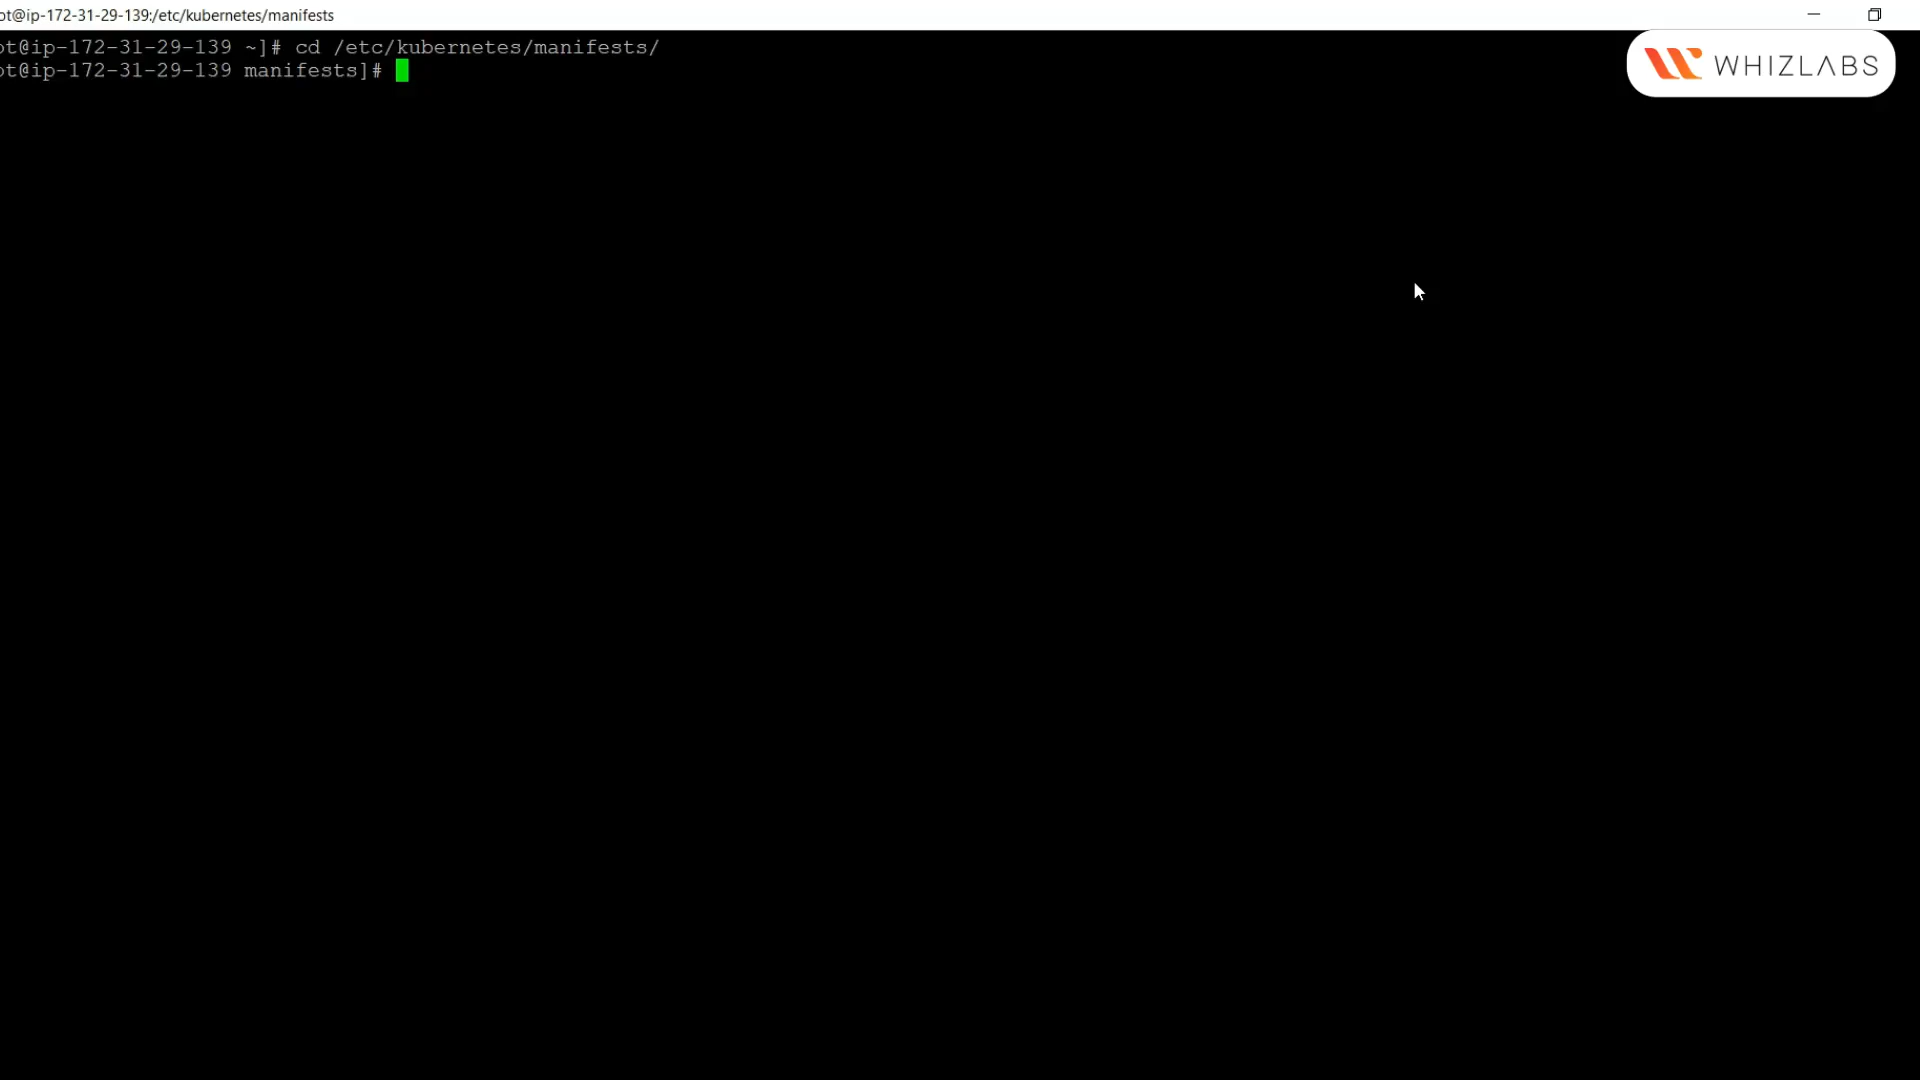 ot@ip-172-31-29-139:/etc/kubernetes/manifests
ot@ip-172-31-29-139 ~]# cd /etc/kubernetes/manifests/
ot@ip-172-31-29-139 manifests]#
WHIZLABS